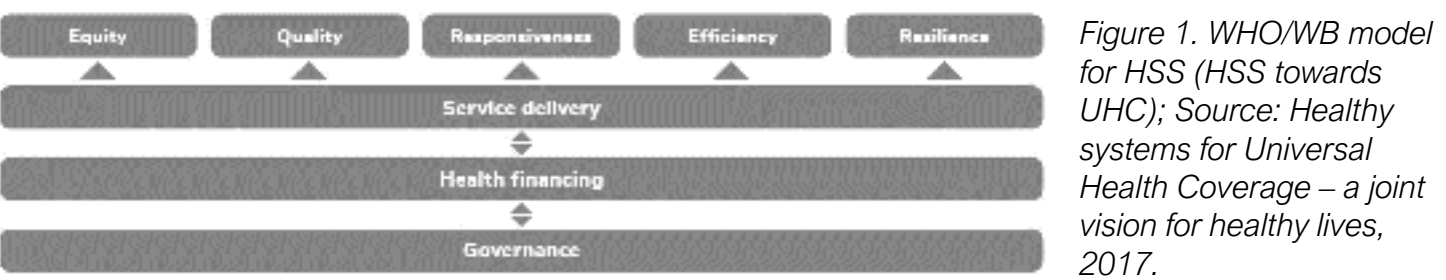 Equity Quality Responsiveness Efficiency Resilience
Service delivery
Health financing
Governance
Figure 1. WHO/WB model
for HSS (HSS towards
UHC); Source: Healthy
systems for Universal
Health Coverage – a joint
vision for healthy lives,
2017.